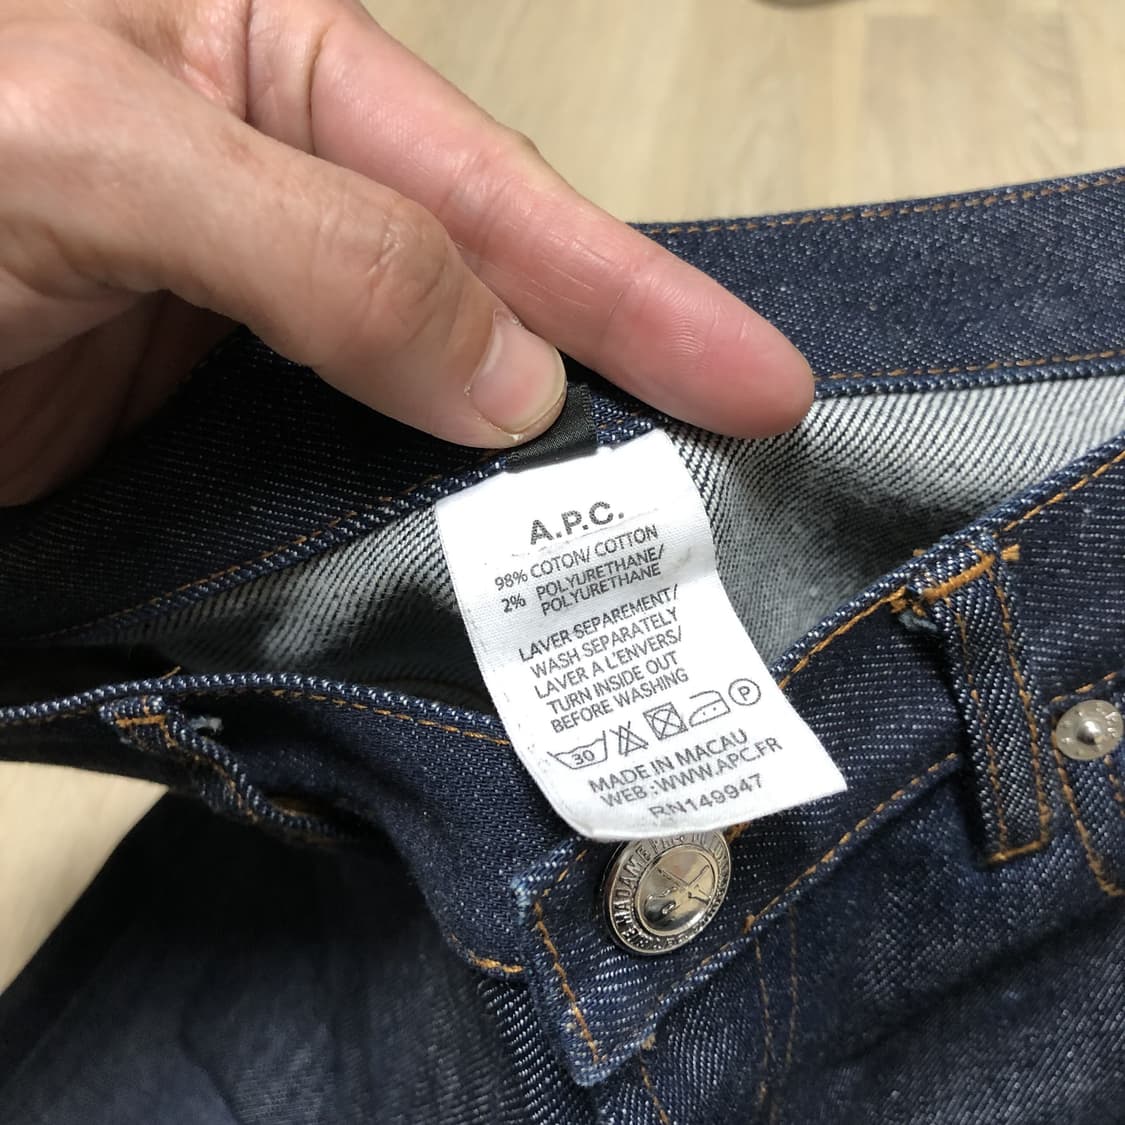 A.P.C.
98% COTON/ COTTON
2% POLYURETHANE/
POLYURETHANE
LAVER SEPAREMENT/
WASH SEPARATELY
LAVER A L'ENVERS/
TURN INSIDE OUT
BEFORE WASHING
30 P
MADE IN MACAU
WEB :WWW.APC.FR
RN149947
MADAME